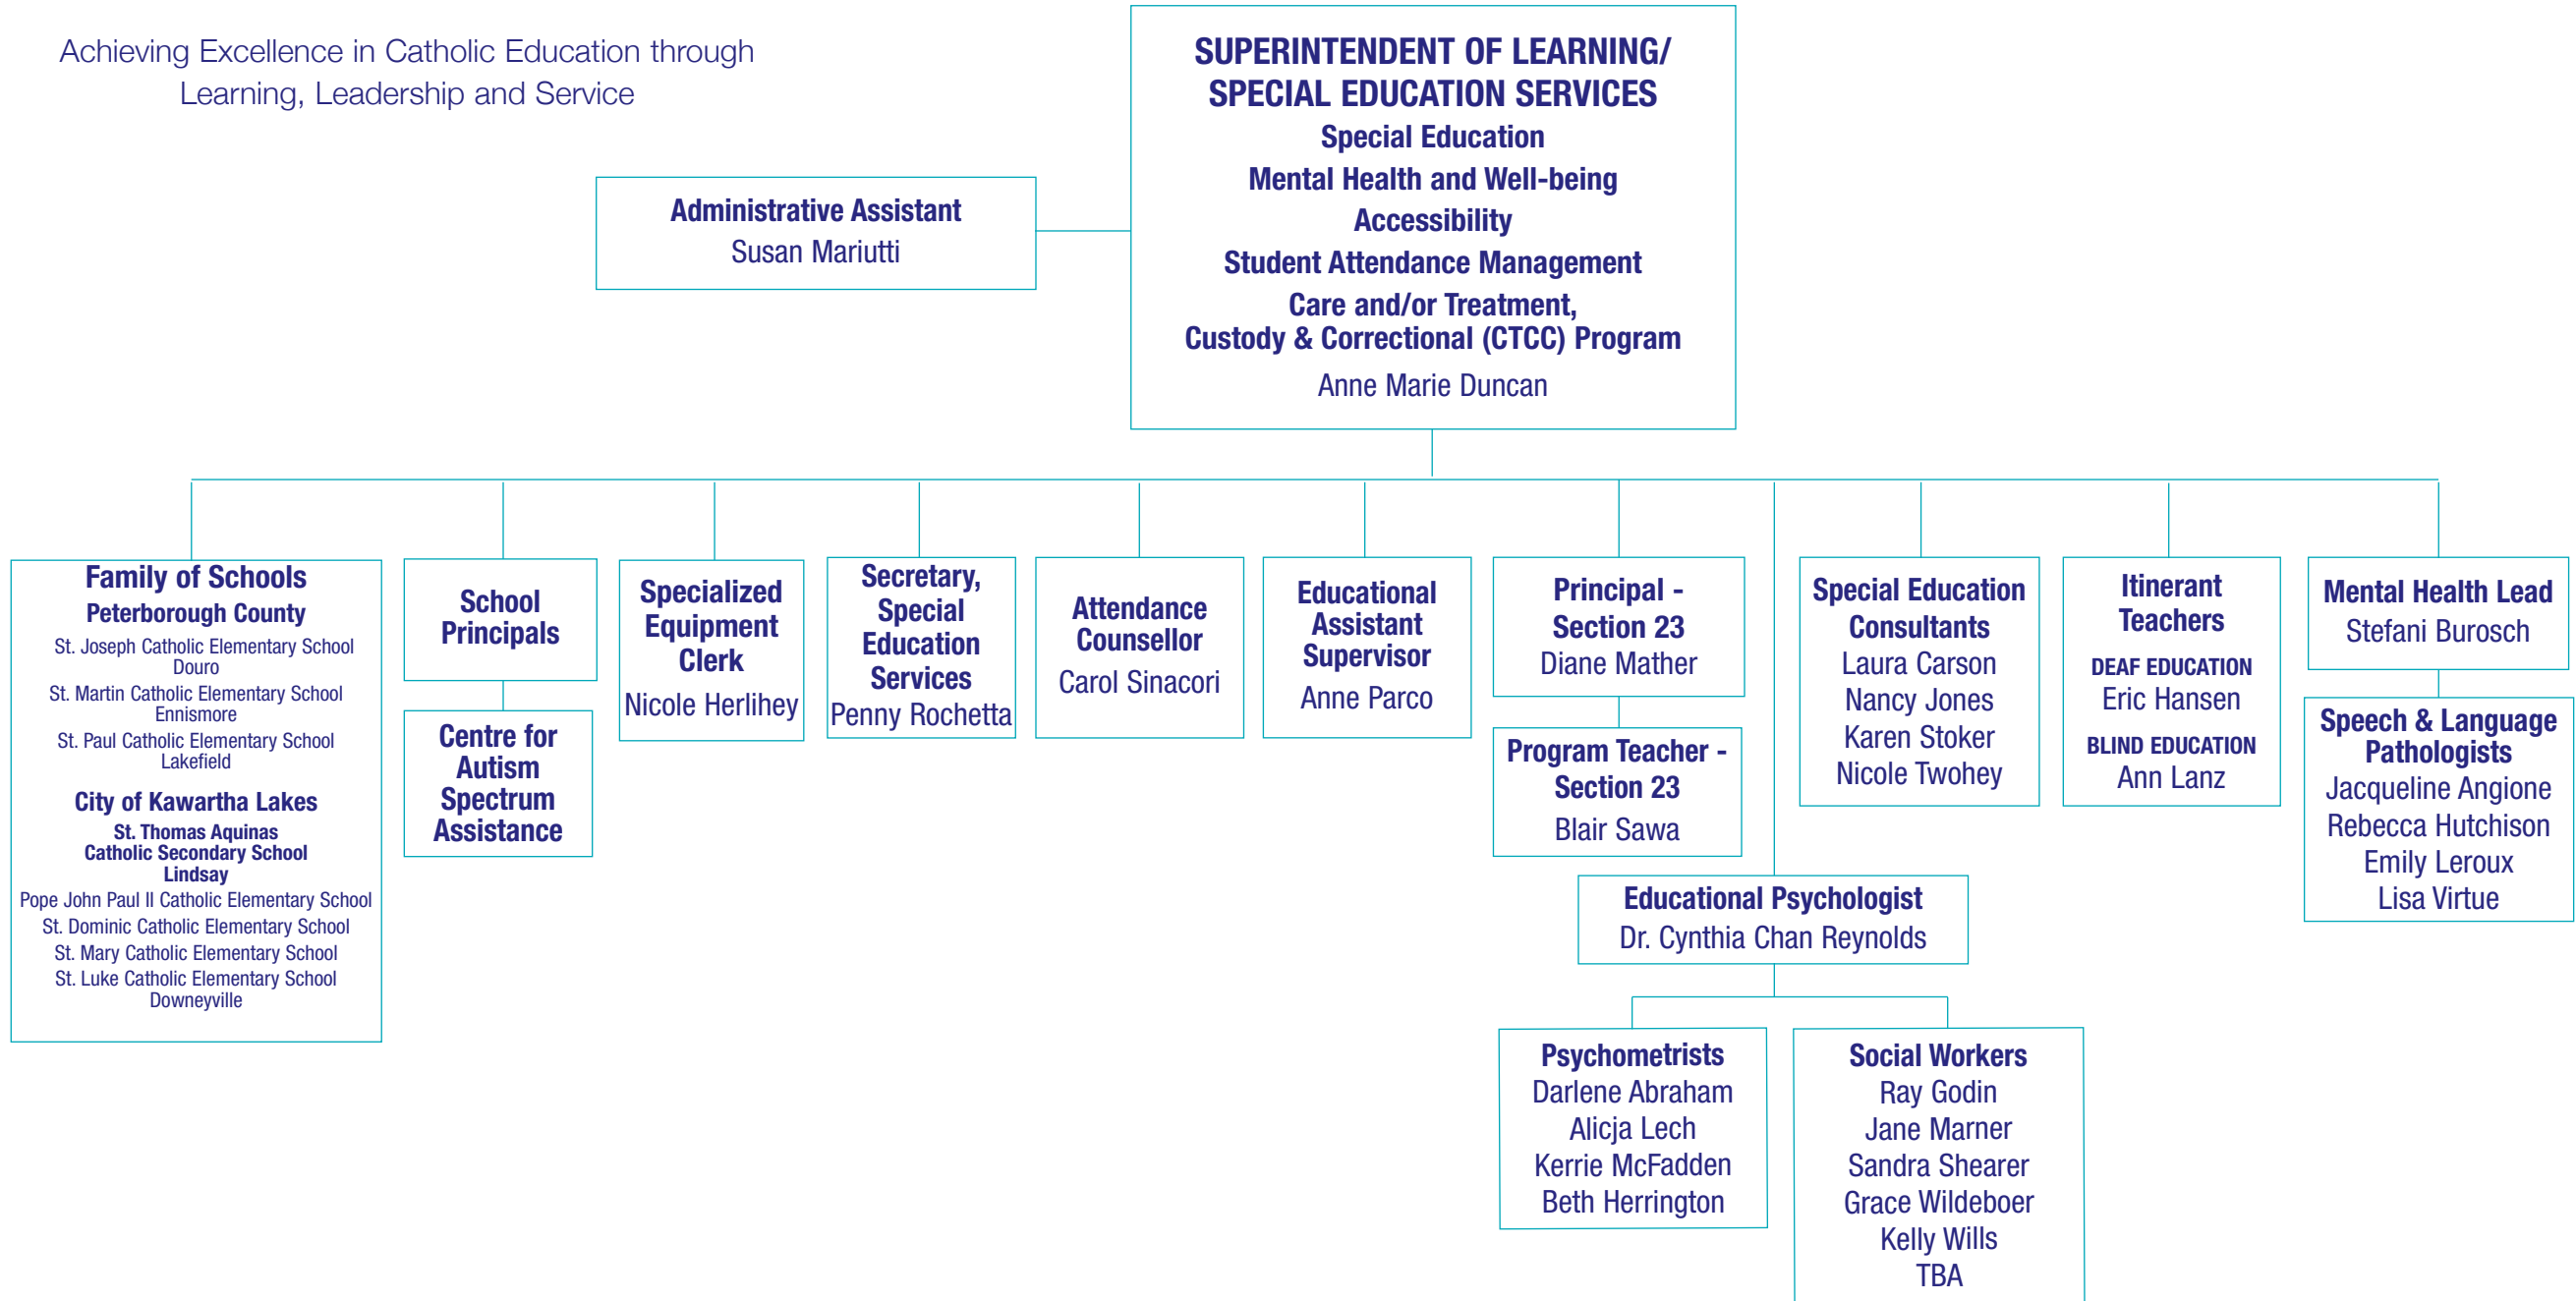 Achieving Excellence in Catholic Education through
Learning, Leadership and Service
SUPERINTENDENT OF LEARNING/
SPECIAL EDUCATION SERVICES
Special Education
Mental Health and Well-being
Accessibility
Student Attendance Management
Care and/or Treatment,
Custody & Correctional (CTCC) Program
Anne Marie Duncan
Administrative Assistant
Susan Mariutti
Family of Schools
Peterborough County
St. Joseph Catholic Elementary School
Douro
St. Martin Catholic Elementary School
Ennismore
St. Paul Catholic Elementary School
Lakefield
City of Kawartha Lakes
St. Thomas Aquinas
Catholic Secondary School
Lindsay
Pope John Paul II Catholic Elementary School
St. Dominic Catholic Elementary School
St. Mary Catholic Elementary School
St. Luke Catholic Elementary School
Downeyville
School
Principals
Centre for
Autism
Spectrum
Assistance
Specialized
Equipment
Clerk
Nicole Herlihey
Secretary,
Special
Education
Services
Penny Rochetta
Attendance
Counsellor
Carol Sinacori
Educational
Assistant
Supervisor
Anne Parco
Principal -
Section 23
Diane Mather
Program Teacher -
Section 23
Blair Sawa
Educational Psychologist
Dr. Cynthia Chan Reynolds
Psychometrists
Darlene Abraham
Alicja Lech
Kerrie McFadden
Beth Herrington
Social Workers
Ray Godin
Jane Marner
Sandra Shearer
Grace Wildeboer
Kelly Wills
TBA
Special Education
Consultants
Laura Carson
Nancy Jones
Karen Stoker
Nicole Twohey
Itinerant
Teachers
DEAF EDUCATION
Eric Hansen
BLIND EDUCATION
Ann Lanz
Mental Health Lead
Stefani Burosch
Speech & Language
Pathologists
Jacqueline Angione
Rebecca Hutchison
Emily Leroux
Lisa Virtue